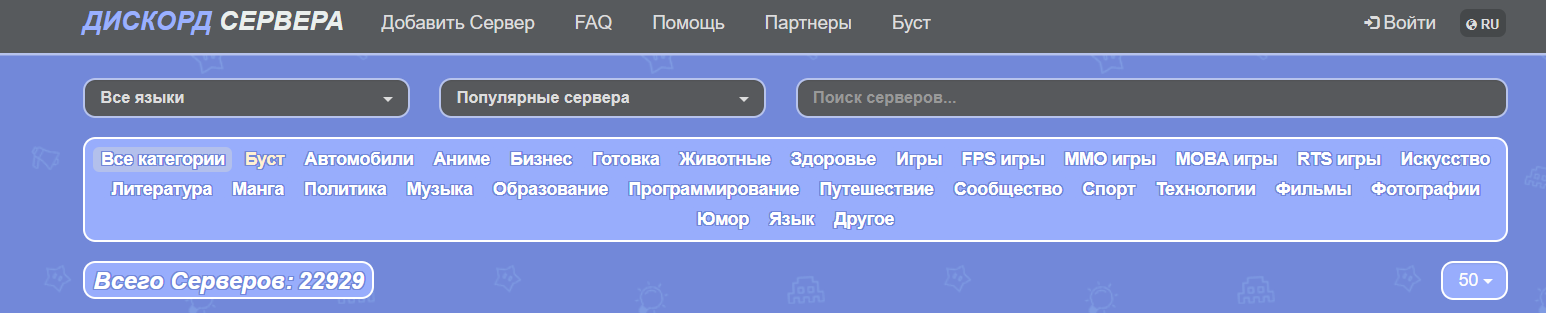 ДИСКОРД СЕРВЕРА Добавить Сервер FAQ Помощь Партнеры Буст Войти RU
Все языки Популярные сервера Поиск серверов...
Все категории Буст Автомобили Аниме Бизнес Готовка Животные Здоровье Игры FPS игры MMO игры MOBA игры RTS игры Искусство
Литература Манга Политика Музыка Образование Программирование Путешествие Сообщество Спорт Технологии Фильмы Фотографии
Юмор Язык Другое
Всего Серверов: 22929 50